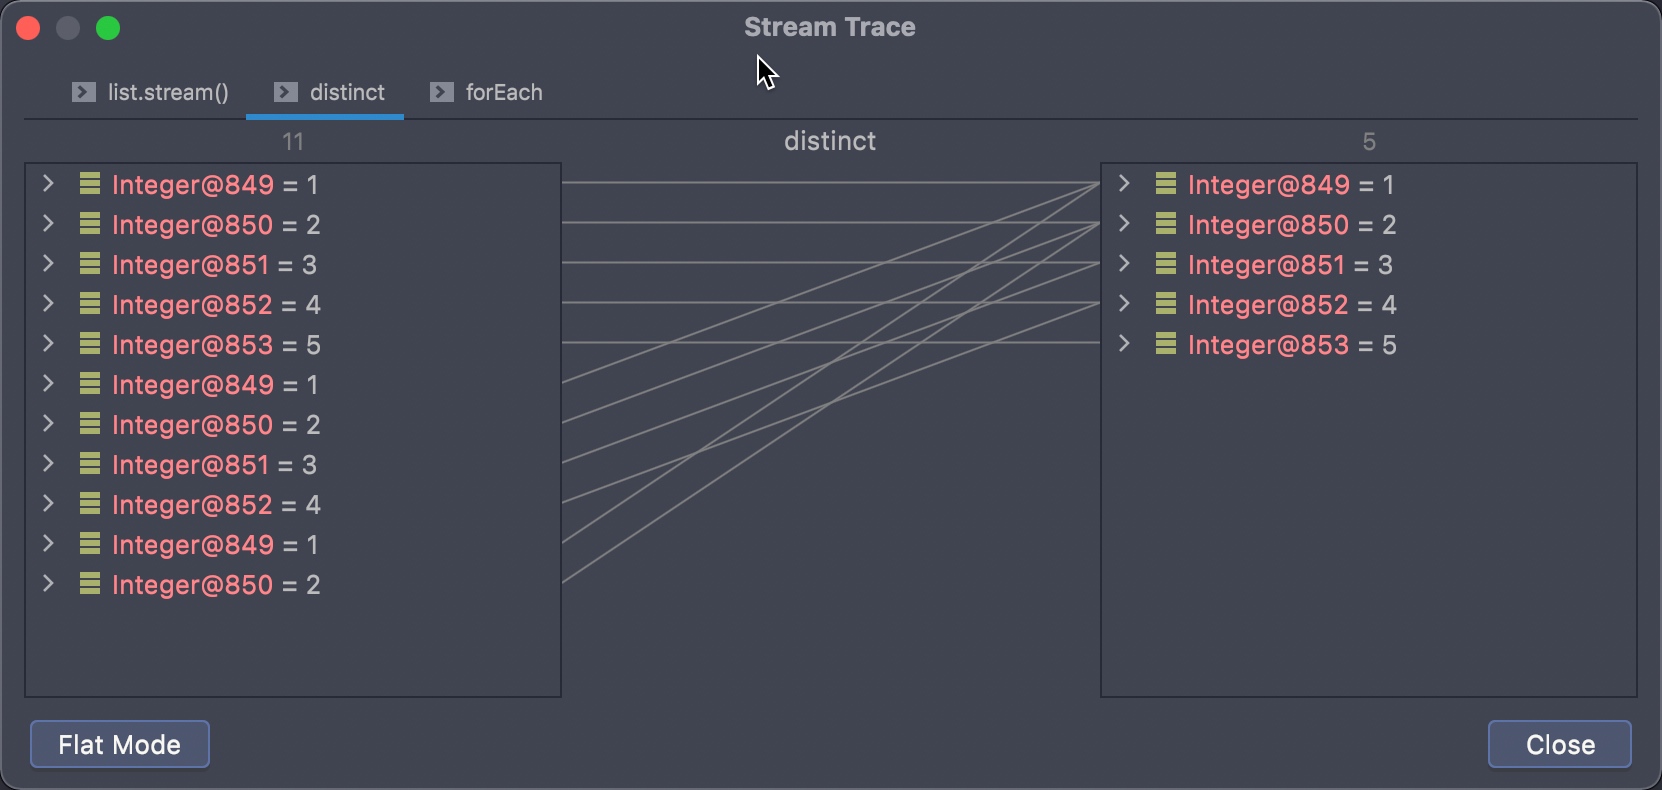 Stream Trace
list.stream() distinct forEach
11 distinct 5
Integer@849 = 1
Integer@850 = 2
Integer@851 = 3
Integer@852 = 4
Integer@853 = 5
Integer@849 = 1
Integer@850 = 2
Integer@851 = 3
Integer@852 = 4
Integer@849 = 1
Integer@850 = 2
Integer@849 = 1
Integer@850 = 2
Integer@851 = 3
Integer@852 = 4
Integer@853 = 5
Flat Mode Close